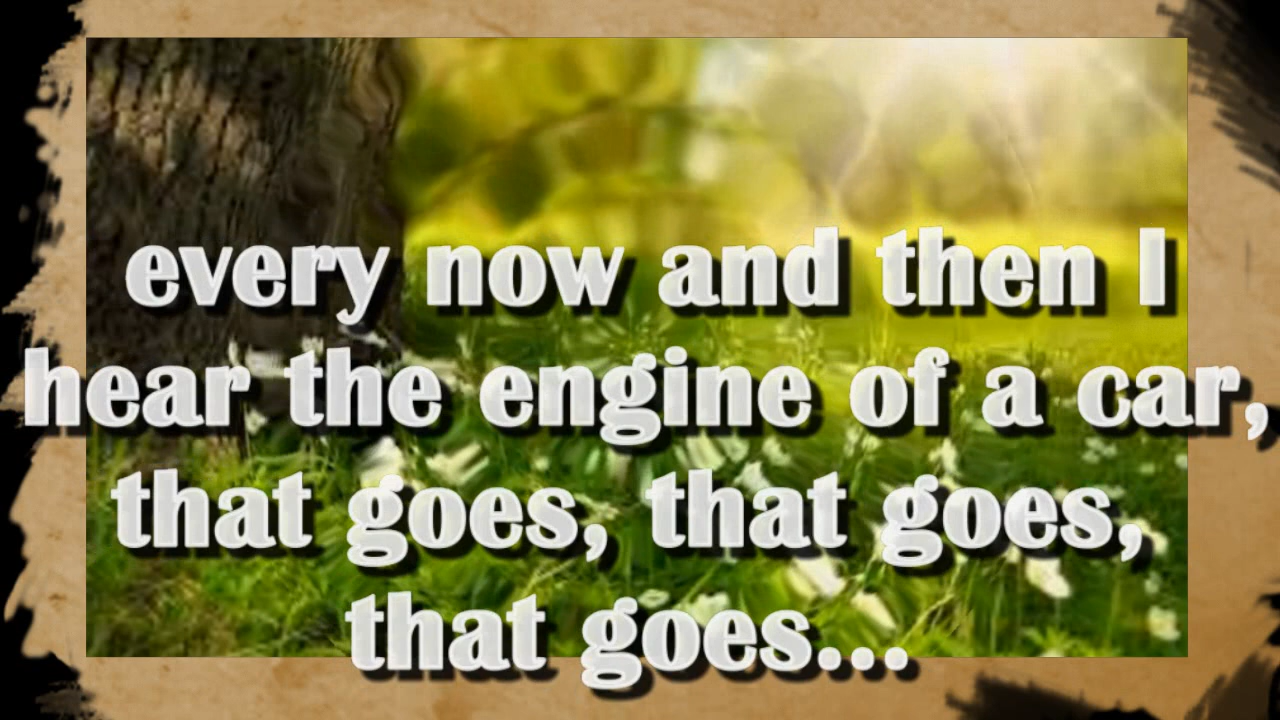 every now and then I
hear the engine of a car,
that goes, that goes,
that goes...